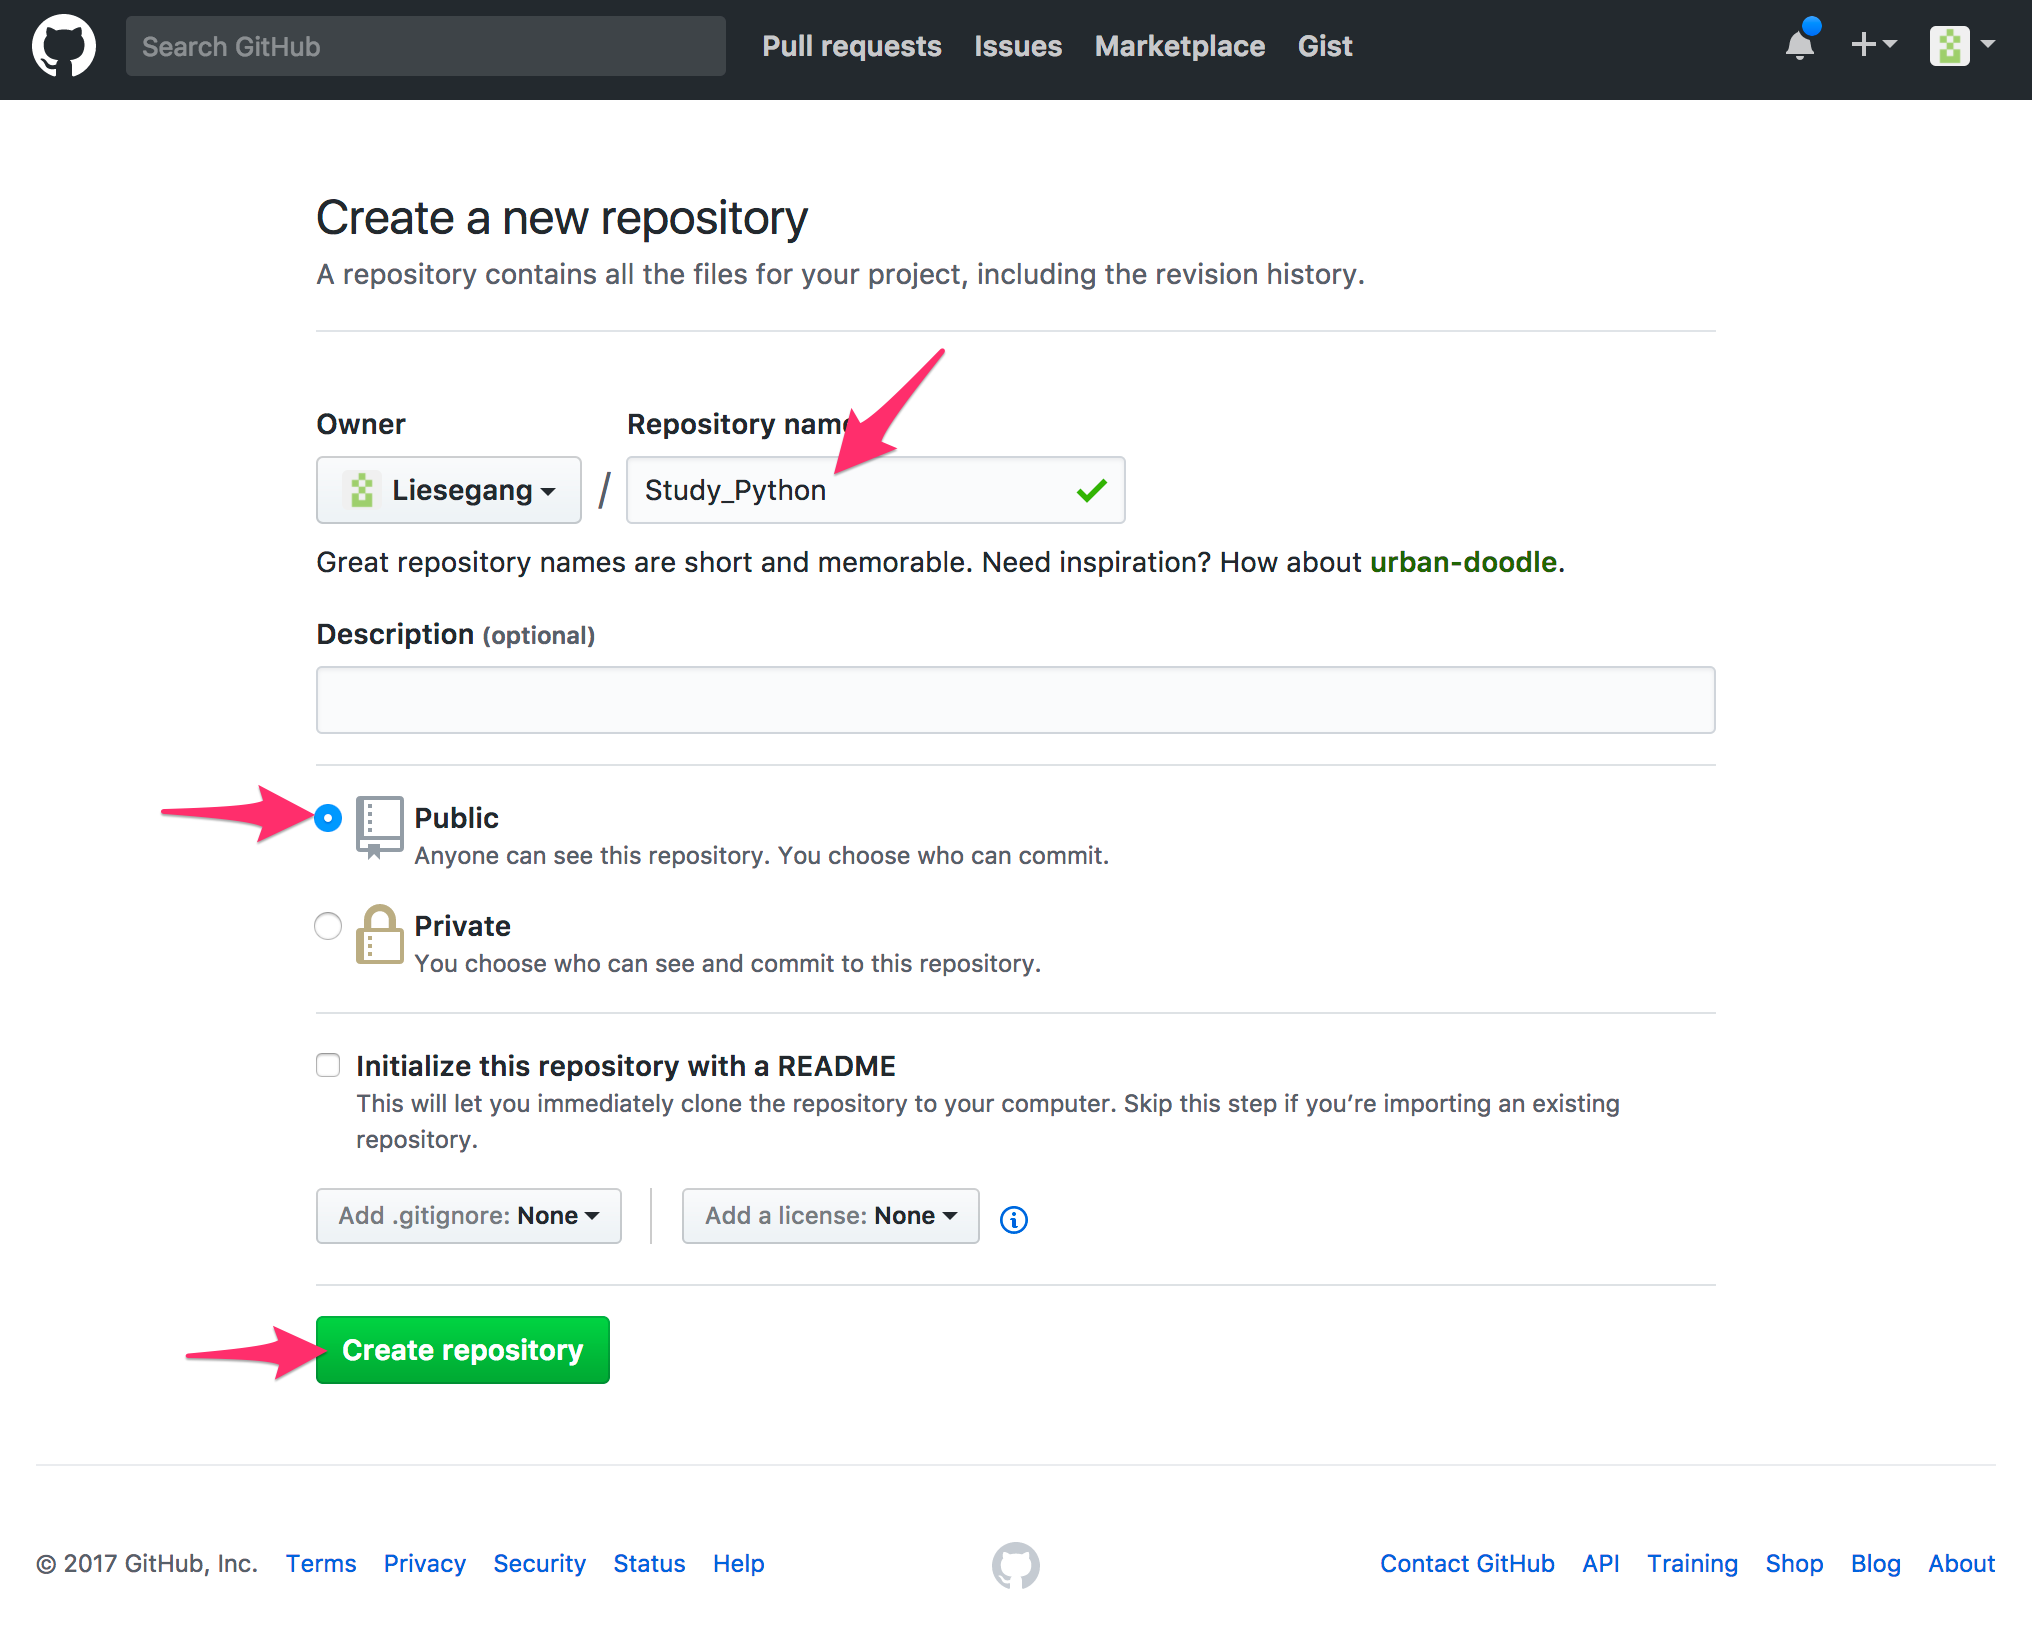 Search GitHub Pull requests Issues Marketplace Gist
Create a new repository
A repository contains all the files for your project, including the revision history.
Owner Repository name
Liesegang / Study_Python
Great repository names are short and memorable. Need inspiration? How about urban-doodle.
Description (optional)
Public
Anyone can see this repository. You choose who can commit.
Private
You choose who can see and commit to this repository.
Initialize this repository with a README
This will let you immediately clone the repository to your computer. Skip this step if you’re importing an existing
repository.
Add .gitignore: None Add a license: None
Create repository
© 2017 GitHub, Inc. Terms Privacy Security Status Help Contact GitHub API Training Shop Blog About